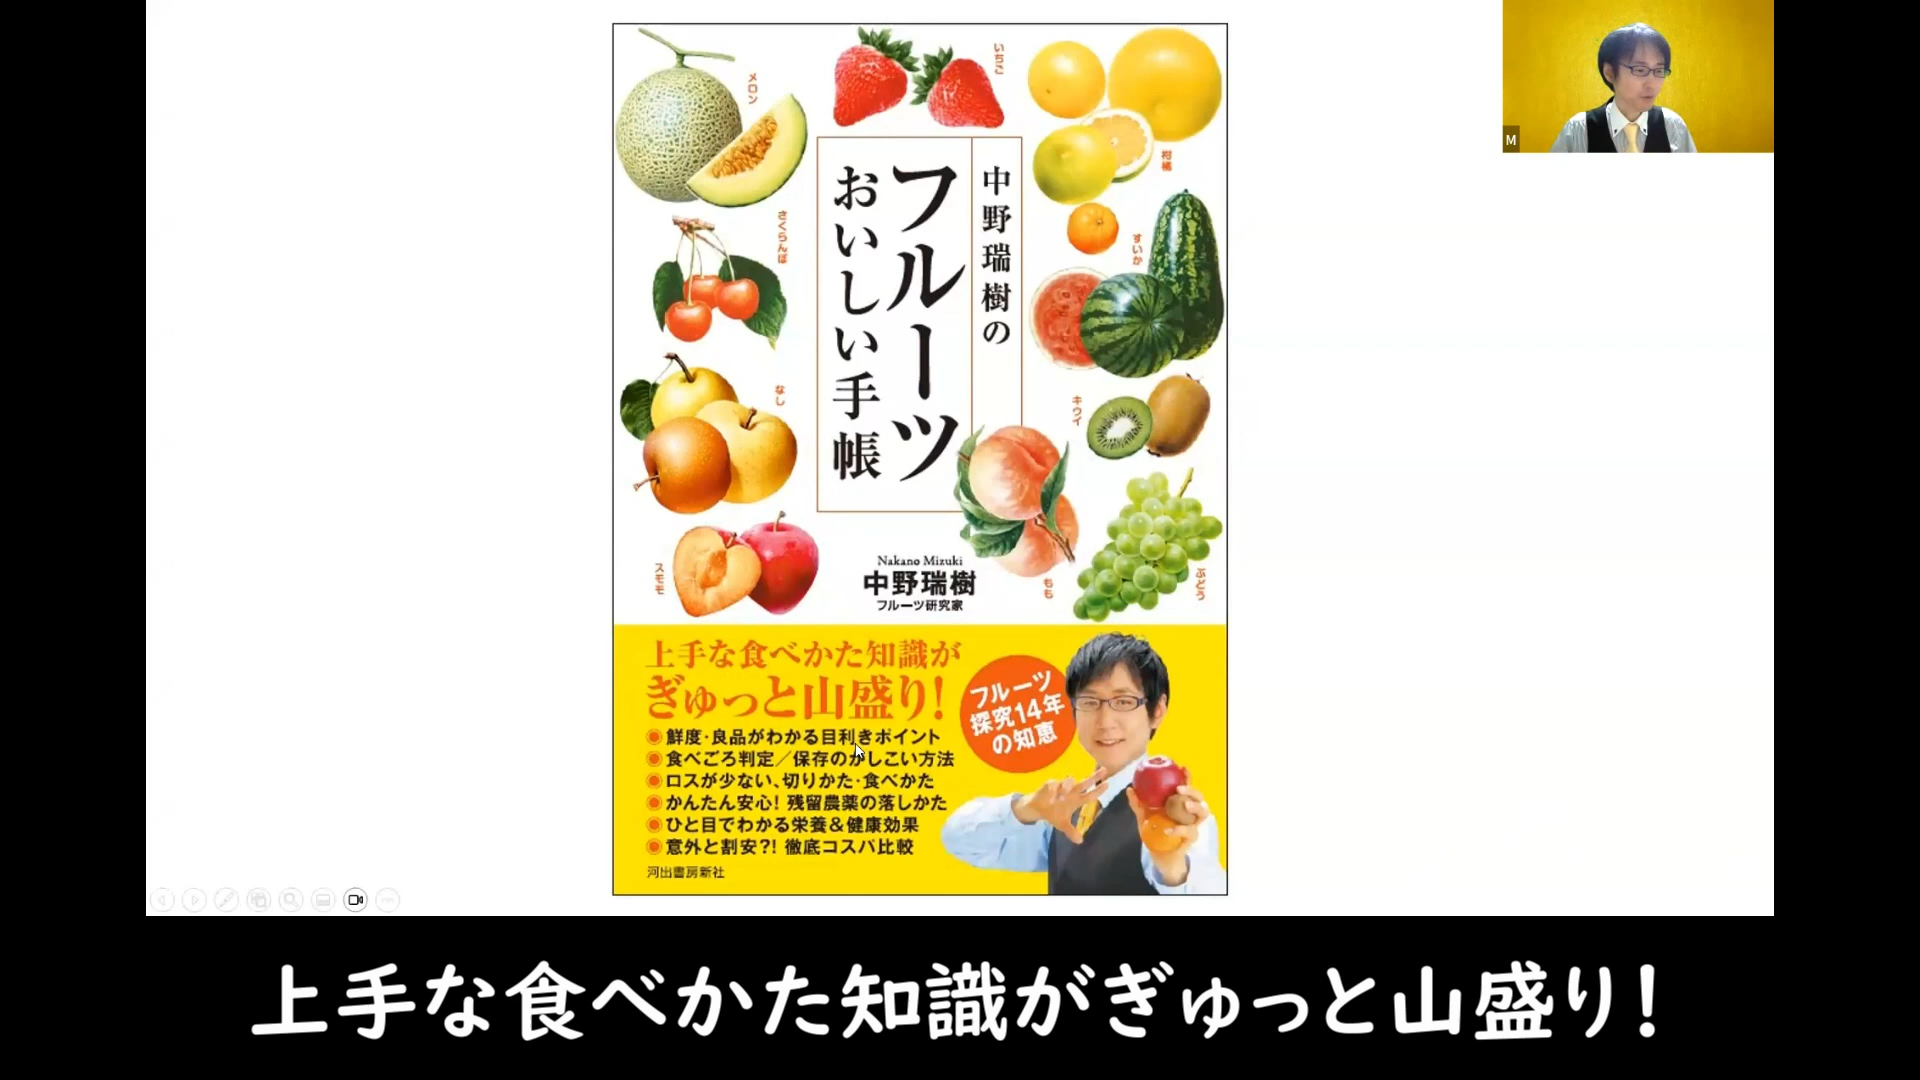 メロン
いちご
柑橘
さくらんぼ
すいか
なし
キウイ
スモモ
もも
ぶどう
中野瑞樹の
フルーツ
おいしい手帳
Nakano Mizuki
中野瑞樹
フルーツ研究家
上手な食べかた知識が
ぎゅっと山盛り!
◉鮮度・良品がわかる目利きポイント
◉食べごろ判定/保存のかしこい方法
◉ロスが少ない、切りかた・食べかた
◉かんたん安心! 残留農薬の落しかた
◉ひと目でわかる栄養&健康効果
◉意外と割安?! 徹底コスパ比較
フルーツ
探究14年
の知恵
河出書房新社
M
上手な食べかた知識がぎゅっと山盛り!